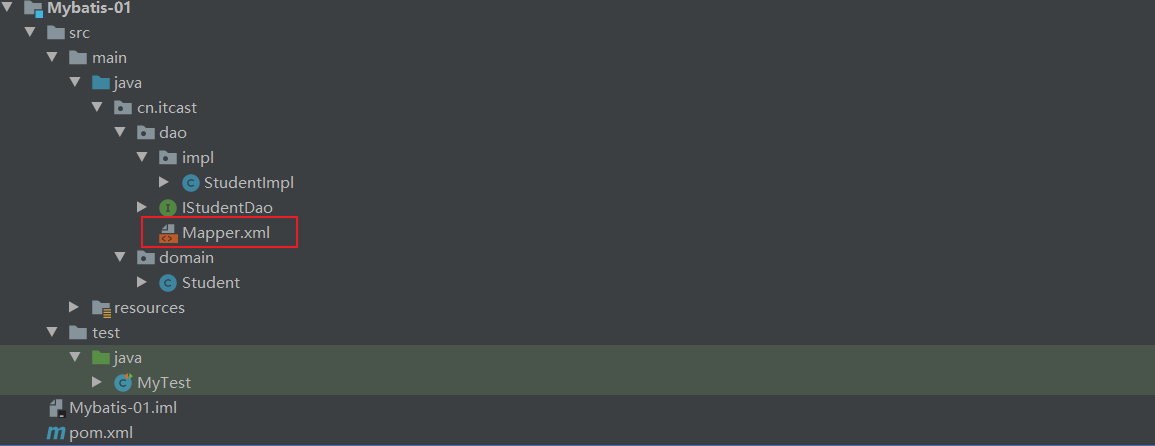 Mybatis-01
src
main
java
cn.itcast
dao
impl
StudentImpl
IStudentDao
Mapper.xml
domain
Student
resources
test
java
MyTest
Mybatis-01.iml
pom.xml